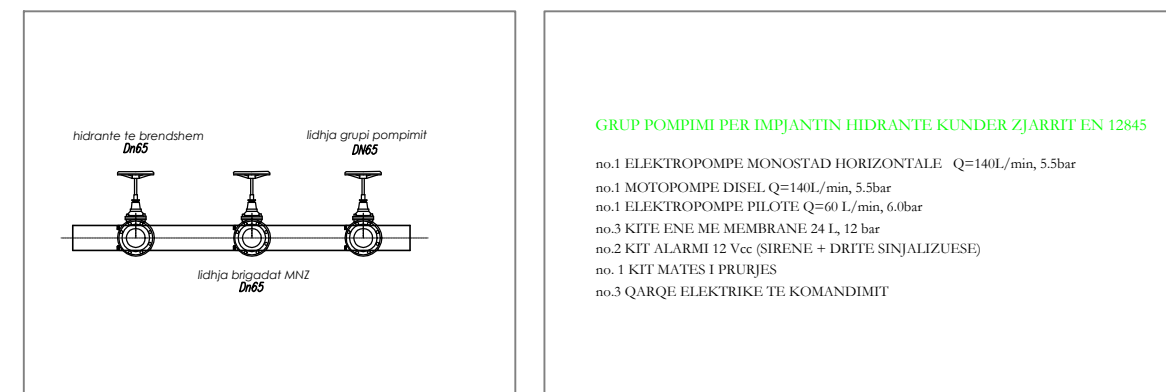 hidrante te brendshem
Dn65
lidhja grupi pompimit
DN65
lidhja brigadat MNZ
Dn65
GRUP POMPIMI PER IMPJANTIN HIDRANTE KUNDER ZJARRIT EN 12845
no.1 ELEKTROPOMPE MONOSTAD HORIZONTALE Q=140L/min, 5.5bar
no.1 MOTOPOMPE DISEL Q=140L/min, 5.5bar
no.1 ELEKTROPOMPE PILOTE Q=60 L/min, 6.0bar
no.3 KITE ENE ME MEMBRANE 24 L, 12 bar
no.2 KIT ALARMI 12 Vcc (SIRENE + DRITE SINJALIZUESE)
no. 1 KIT MATES I PRURJES
no.3 QARQE ELEKTRIKE TE KOMANDIMIT